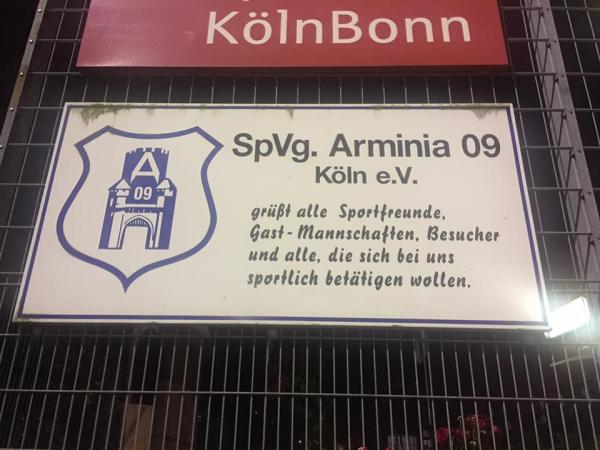 KölnBonn
SpVg. Arminia 09
Köln e.V.
grüßt alle Sportfreunde,
Gast-Mannschaften, Besucher
und alle, die sich bei uns
sportlich betätigen wollen.
A
09